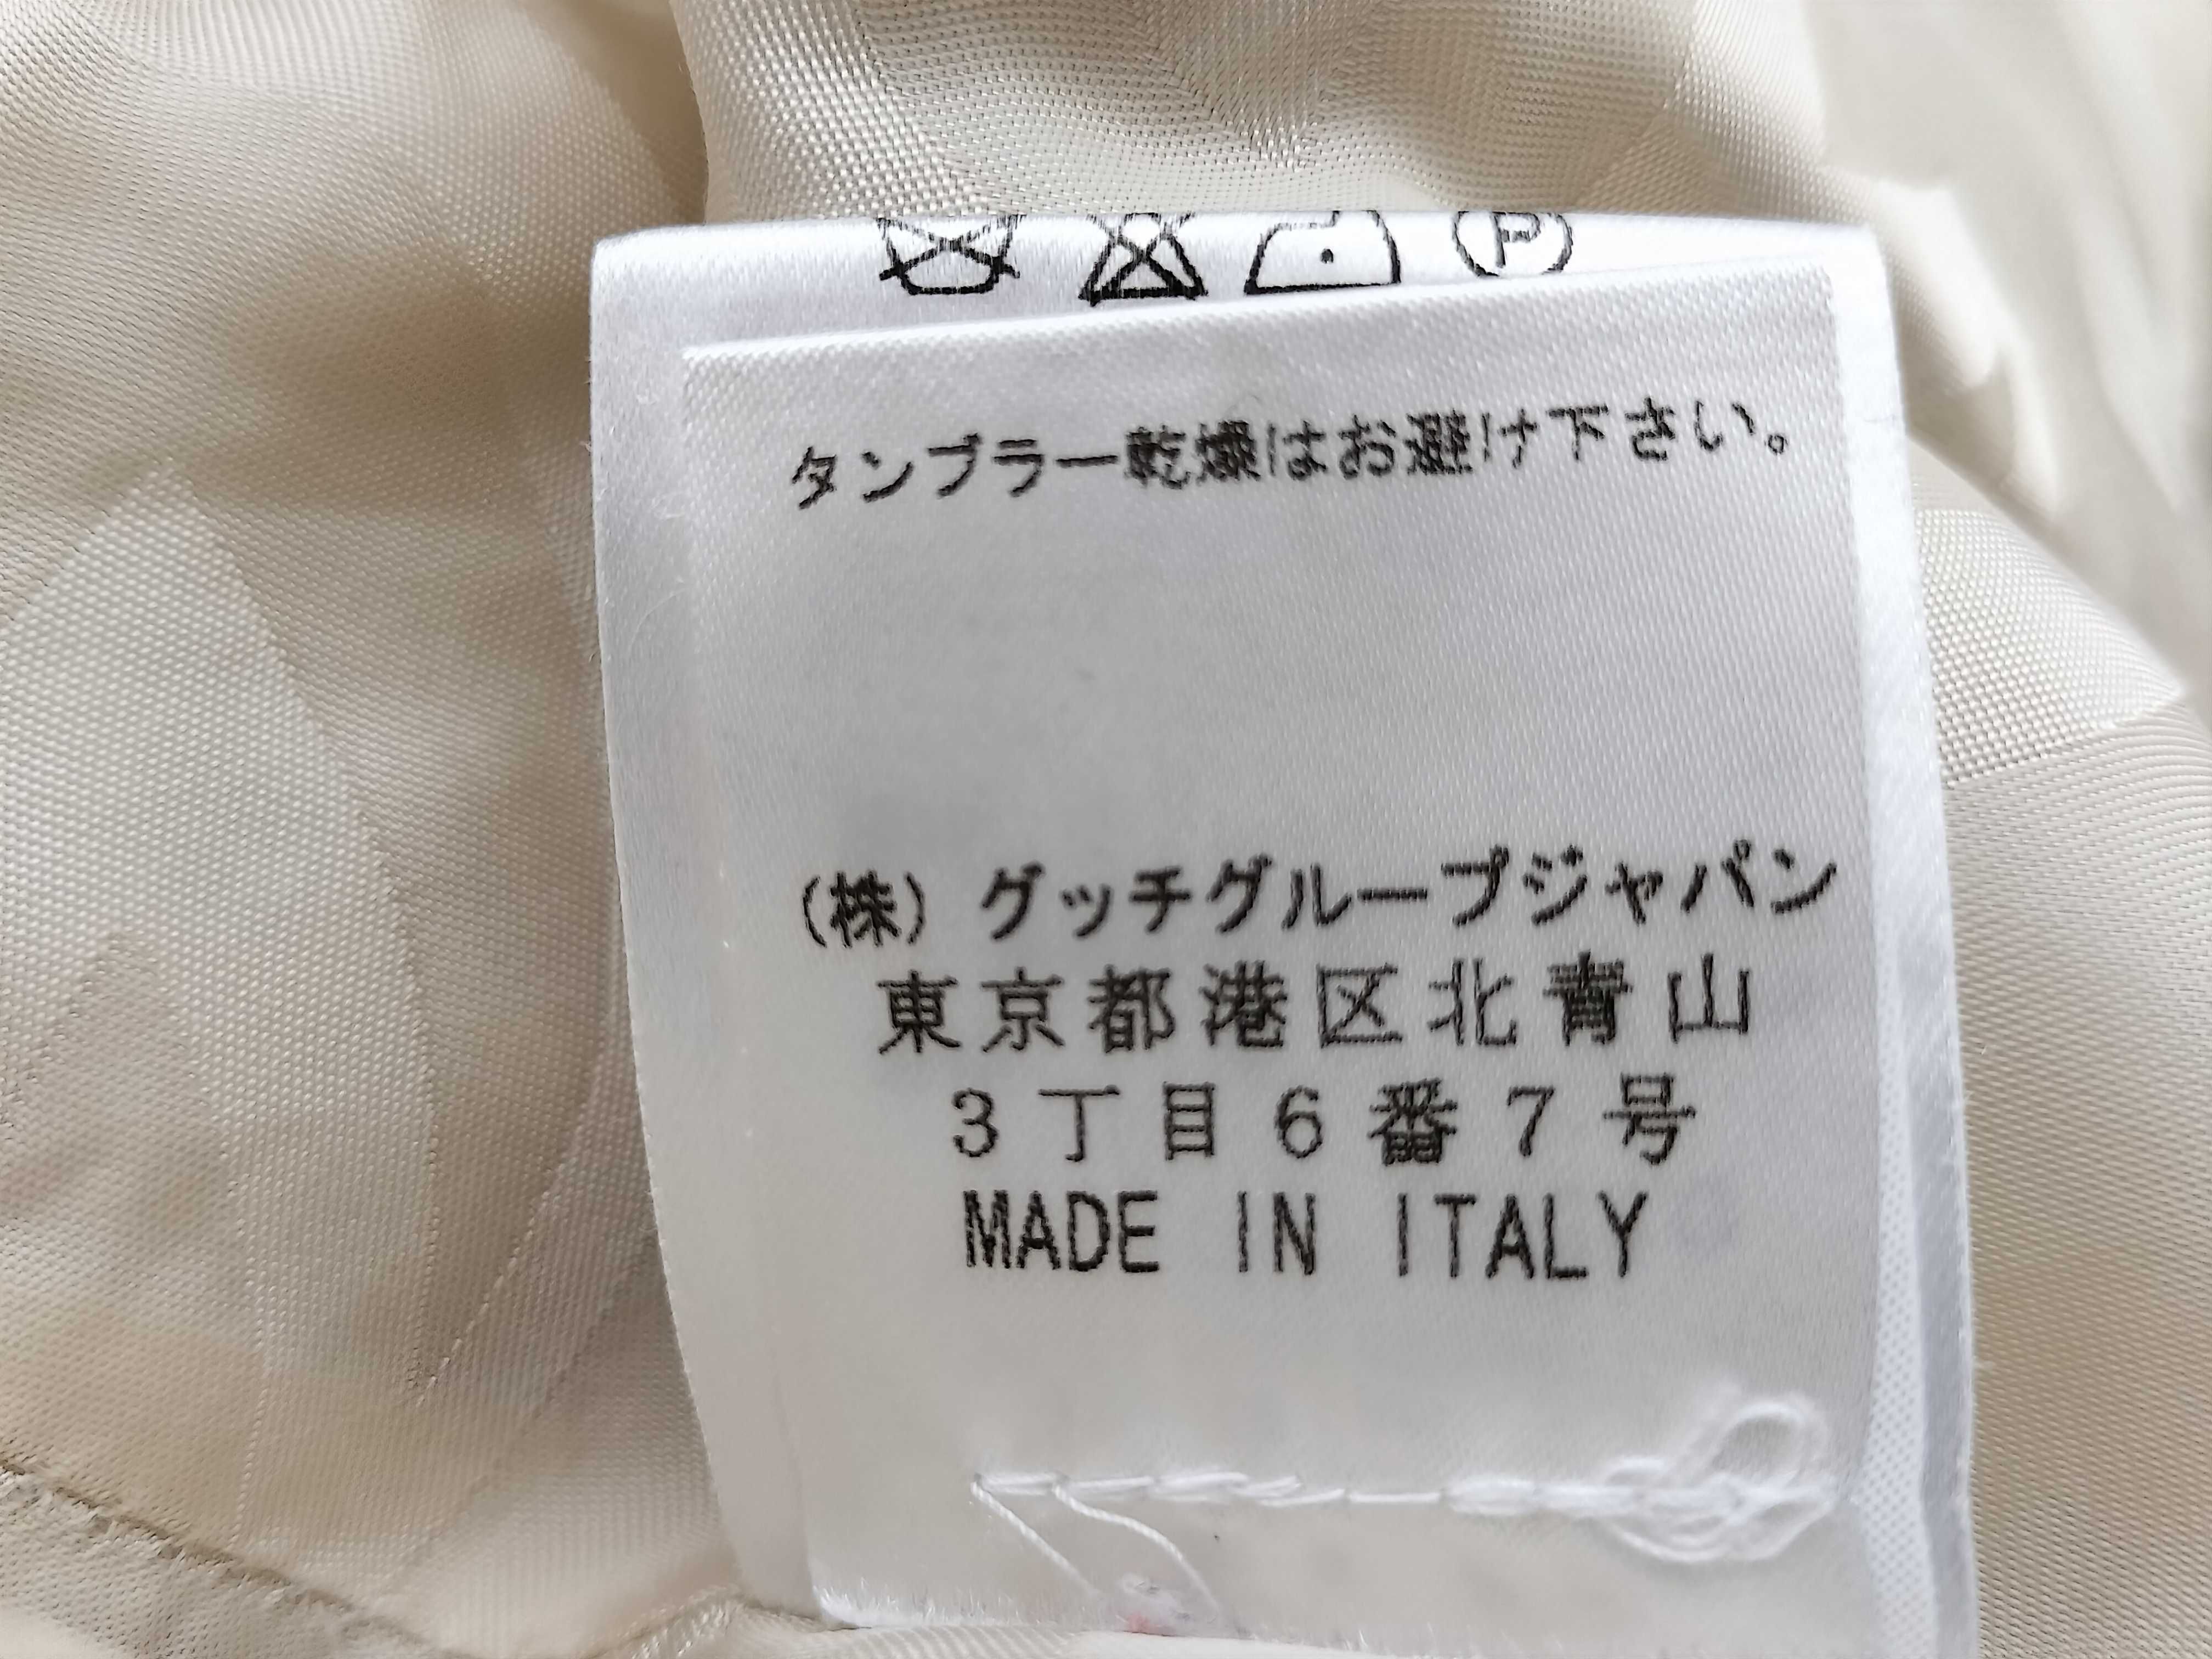 P
タンブラー乾燥はお避け下さい。
(株) グッチグループジャパン
東京都港区北青山
3丁目6番7号
MADE IN ITALY